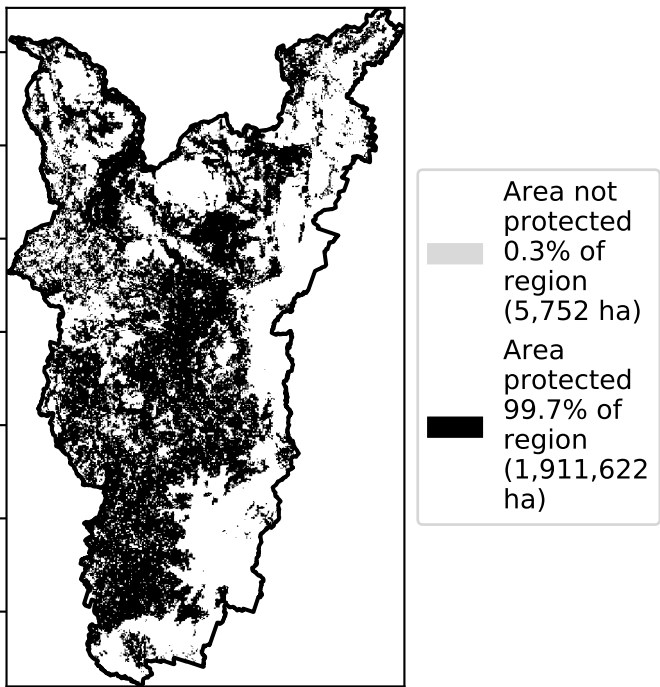 Area not
protected
0.3% of
region
(5,752 ha)
Area
protected
99.7% of
region
(1,911,622
ha)